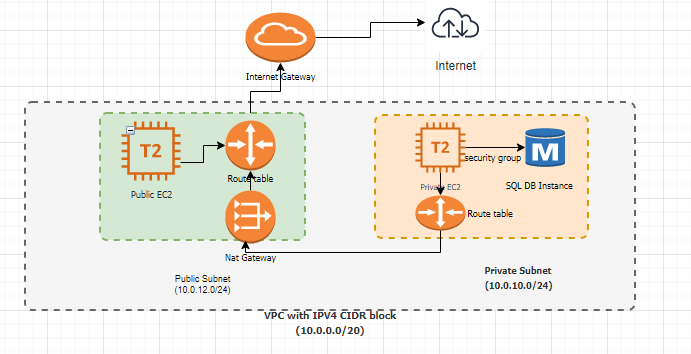 Internet
Internet Gateway
T2
Public EC2
Route table
Nat Gateway
Public Subnet
(10.0.12.0/24)
T2
Private EC2
security group
M
SQL DB Instance
Route table
Private Subnet
(10.0.10.0/24)
VPC with IPV4 CIDR block
(10.0.0.0/20)